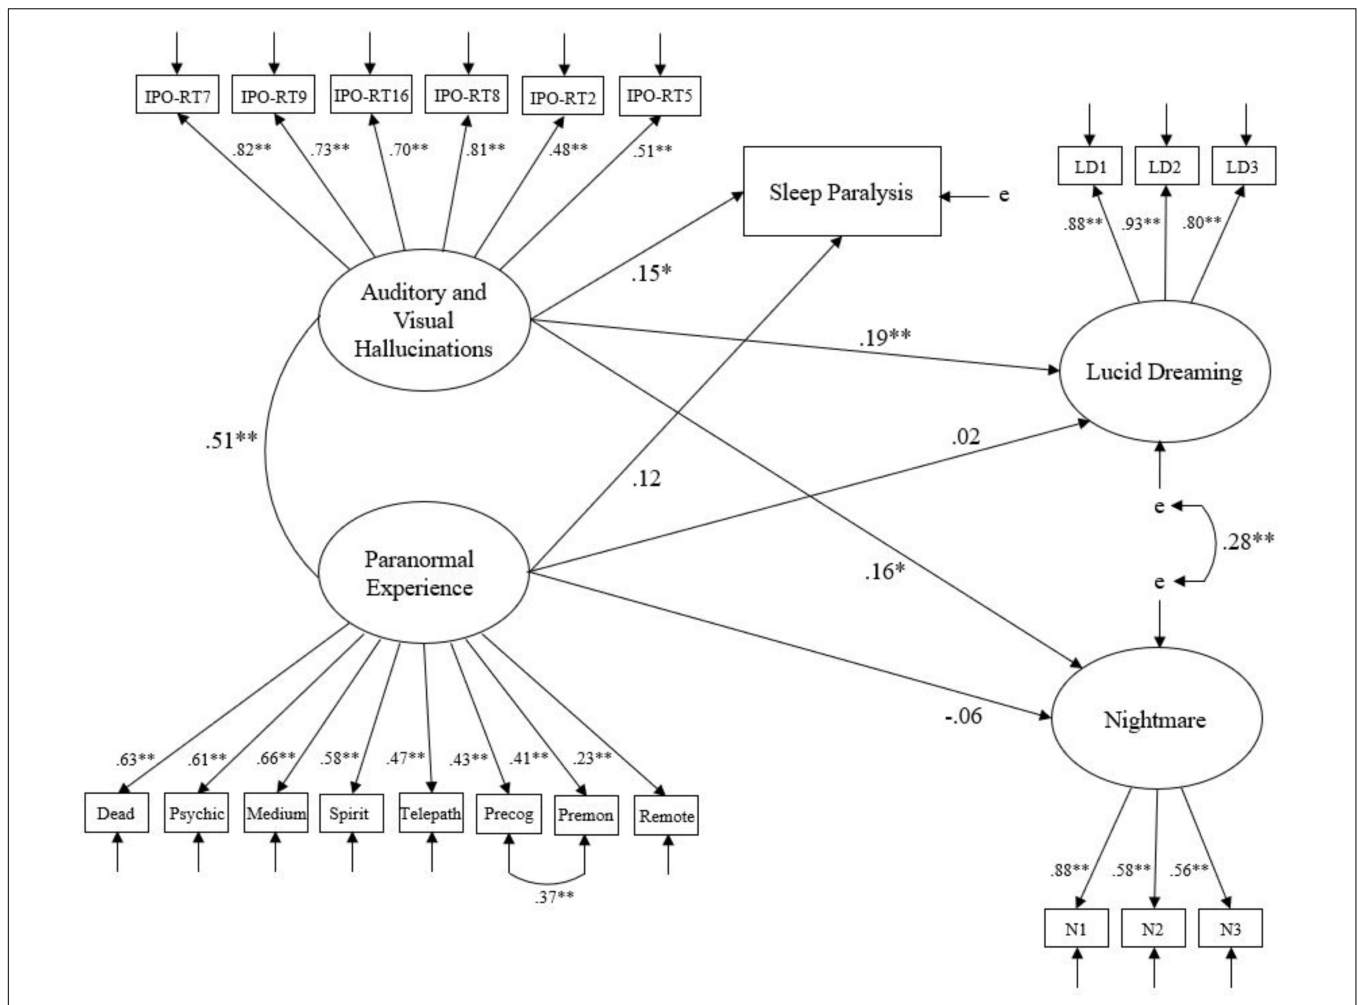 IPO-RT7
IPO-RT9
IPO-RT16
IPO-RT8
IPO-RT2
IPO-RT5
.82**
.73**
.70**
.81**
.48**
.51**
Sleep Paralysis
e
LD1
LD2
LD3
.88**
.93**
.80**
Auditory and
Visual
Hallucinations
.15*
.19**
Lucid Dreaming
.51**
.02
.12
e
.28**
e
Paranormal
Experience
.16*
-.06
Nightmare
.63**
.61**
.66**
.58**
.47**
.43**
.41**
.23**
Dead
Psychic
Medium
Spirit
Telepath
Precog
Premon
Remote
.37**
.88**
.58**
.56**
N1
N2
N3